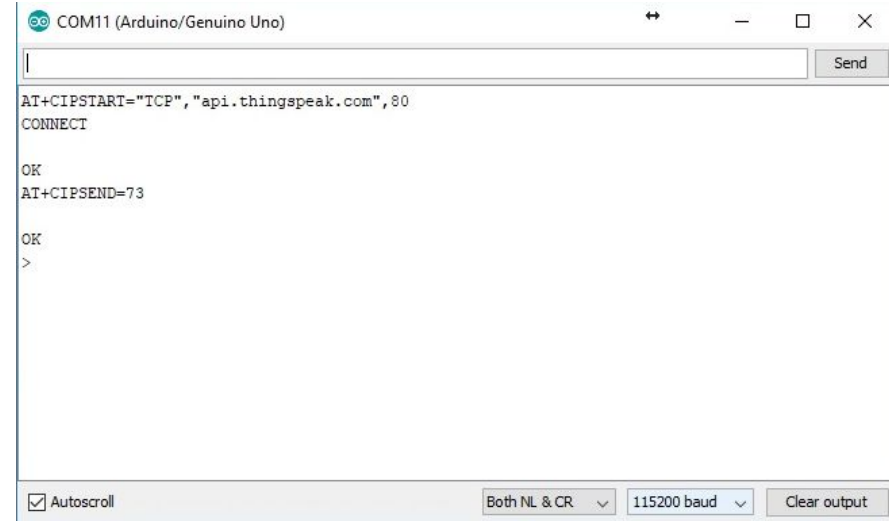 COM11 (Arduino/Genuino Uno)
Send
AT+CIPSTART="TCP","api.thingspeak.com",80
CONNECT
OK
AT+CIPSEND=73
OK
>
Autoscroll
Both NL & CR
115200 baud
Clear output